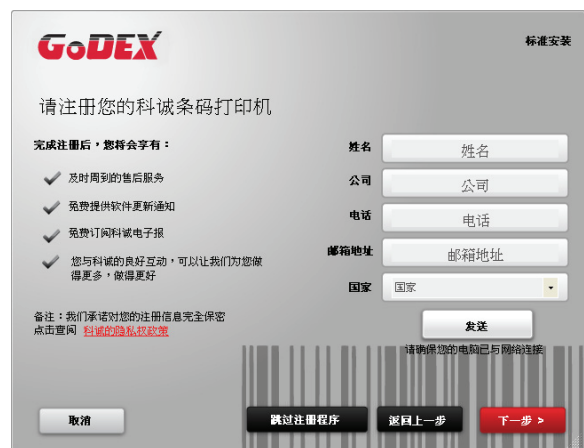 GoDEX
标准安装
请注册您的科诚条码打印机
完成注册后，您将会享有：
及时周到的售后服务
免费提供软件更新通知
免费订阅科诚电子报
您与科诚的良好互动，可以让我们为您做
得更多，做得更好
备注：我们承诺对您的注册信息完全保密
点击查阅 科诚的隐私权政策
姓名 姓名
公司 公司
电话 电话
邮箱地址 邮箱地址
国家 国家
发送
请确保您的电脑已与网络连接
取消
跳过注册程序
返回上一步
下一步 >